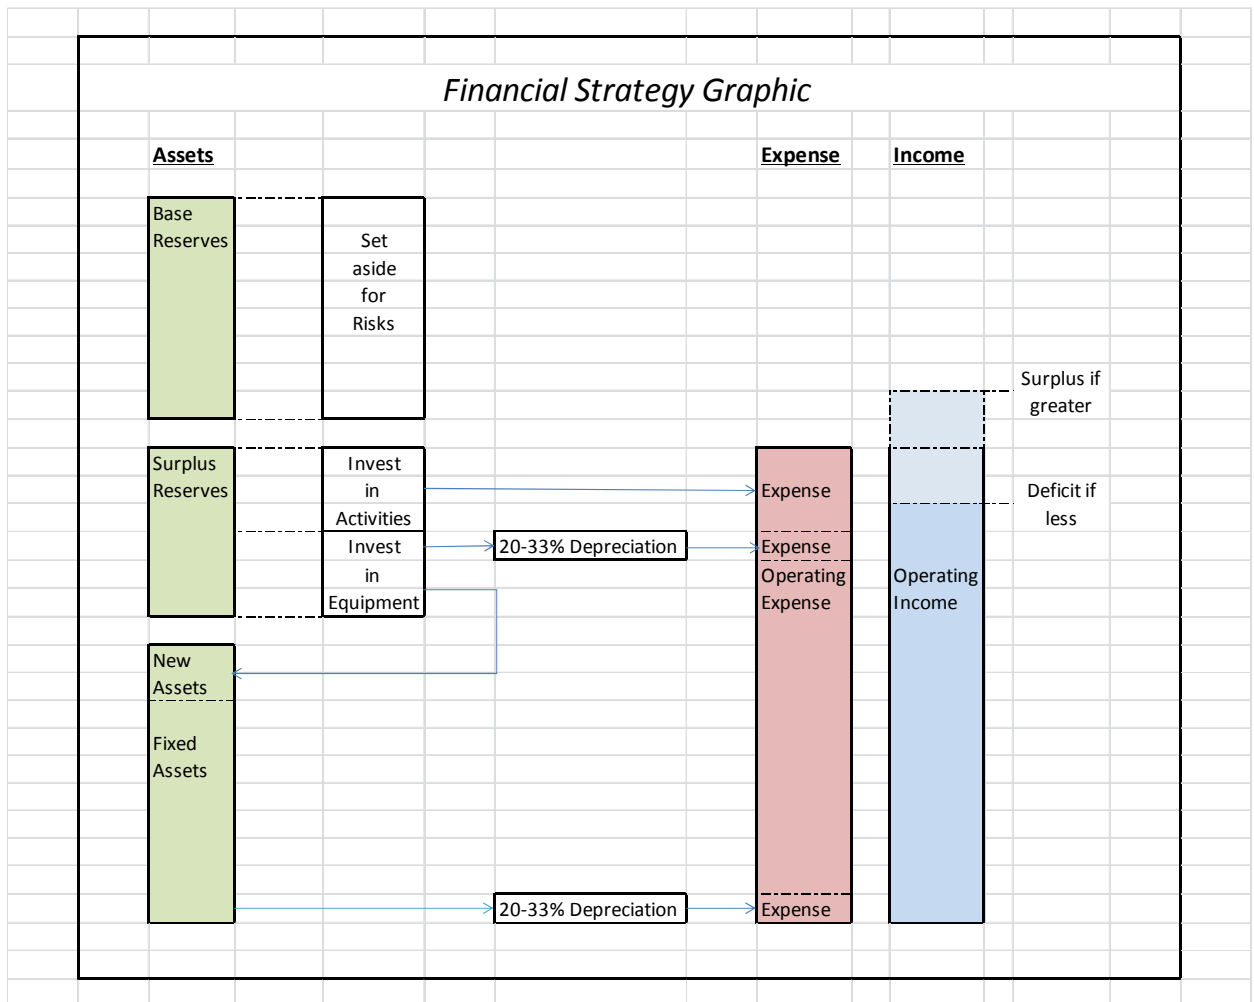 Financial Strategy Graphic
Assets
Expense
Income
Base
Reserves
Set
aside
for
Risks
Surplus if
greater
Surplus
Reserves
Invest
in
Activities
Expense
Deficit if
less
Invest
in
Equipment
20-33% Depreciation
Expense
Operating
Expense
Operating
Income
New
Assets
Fixed
Assets
20-33% Depreciation
Expense